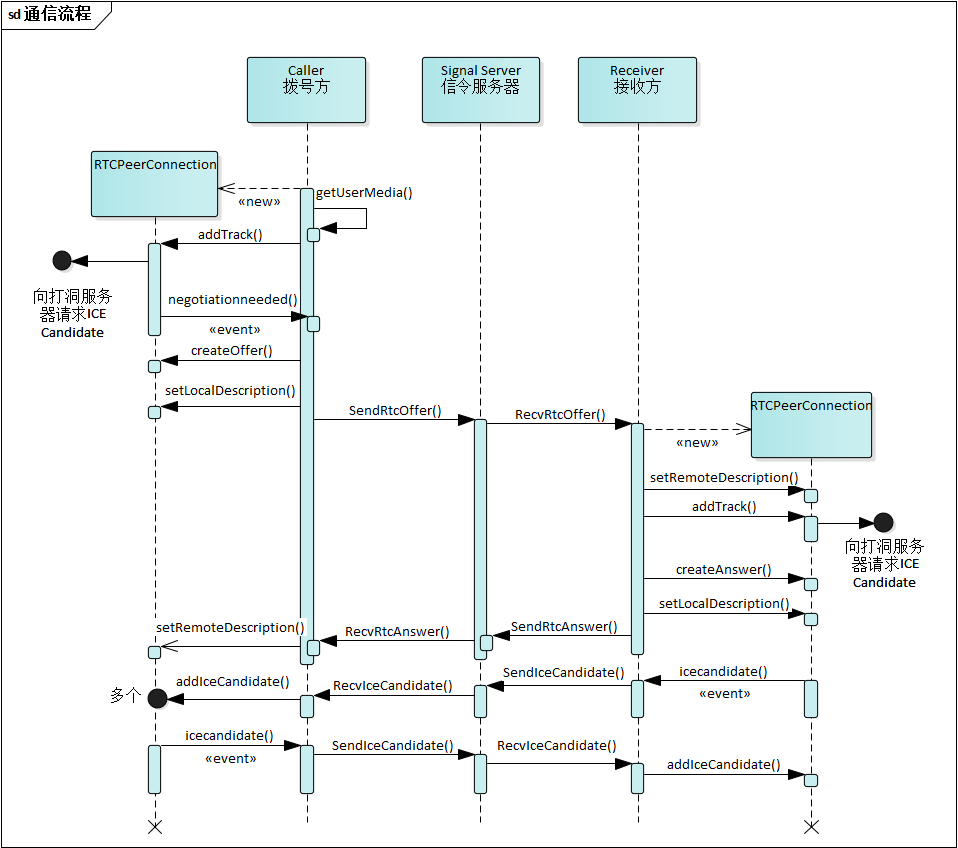 sd 通信流程
Caller
拨号方
Signal Server
信令服务器
Receiver
接收方
RTCPeerConnection
«new»
getUserMedia()
addTrack()
向打洞服务
器请求ICE
Candidate
negotiationneeded()
«event»
createOffer()
setLocalDescription()
SendRtcOffer()
RecvRtcOffer()
RTCPeerConnection
«new»
setRemoteDescription()
addTrack()
向打洞服务
器请求ICE
Candidate
createAnswer()
setLocalDescription()
SendRtcAnswer()
RecvRtcAnswer()
setRemoteDescription()
icecandidate()
«event»
SendIceCandidate()
RecvIceCandidate()
addIceCandidate()
多个
icecandidate()
«event»
SendIceCandidate()
RecvIceCandidate()
addIceCandidate()